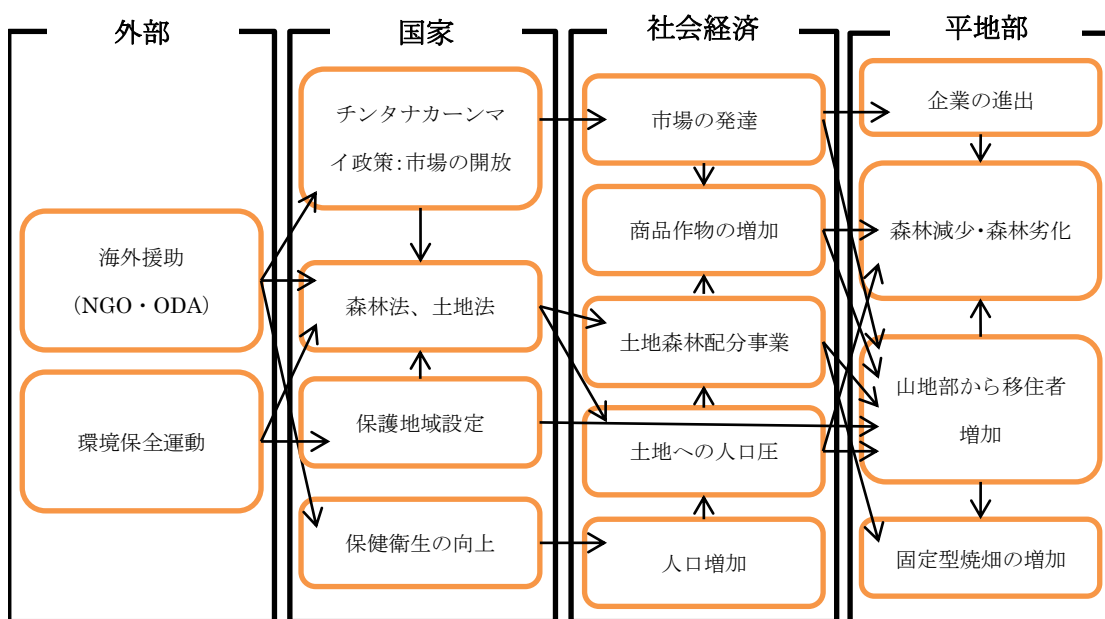 外部
海外援助
（NGO・ODA）
環境保全運動
国家
チンタナカーンマ
イ政策:市場の開放
森林法、土地法
保護地域設定
保健衛生の向上
社会経済
市場の発達
商品作物の増加
土地森林配分事業
土地への人口圧
人口増加
平地部
企業の進出
森林減少・森林劣化
山地部から移住者
増加
固定型焼畑の増加